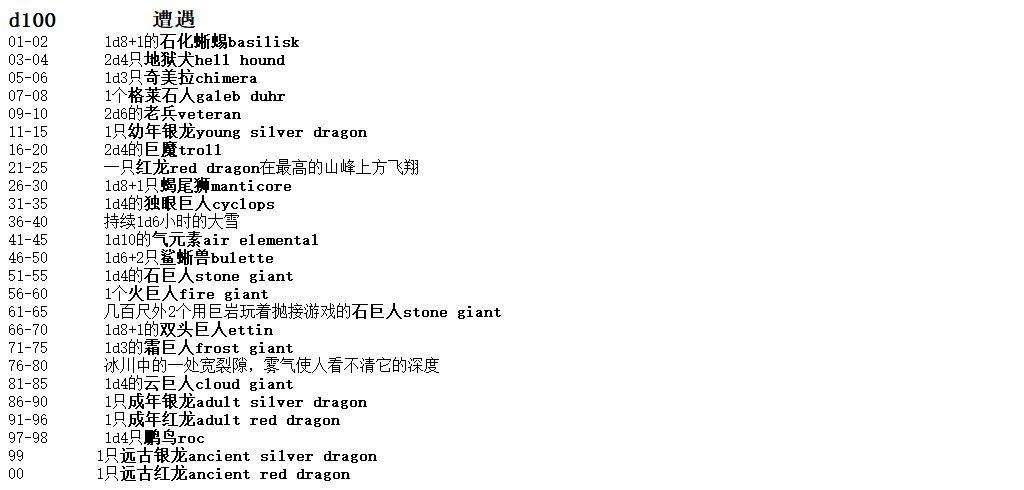 d100 遭遇
01-02 1d8+1的石化蜥蜴basilisk
03-04 2d4只地狱犬hell hound
05-06 1d3只奇美拉chimera
07-08 1个格莱石人galeb duhr
09-10 2d6的老兵veteran
11-15 1只幼年银龙young silver dragon
16-20 2d4的巨魔troll
21-25 一只红龙red dragon在最高的山峰上方飞翔
26-30 1d8+1只蝎尾狮manticore
31-35 1d4的独眼巨人cyclops
36-40 持续1d6小时的大雪
41-45 1d10的气元素air elemental
46-50 1d6+2只鲨蜥兽bulette
51-55 1d4的石巨人stone giant
56-60 1个火巨人fire giant
61-65 几百尺外2个用巨岩玩着抛接游戏的石巨人stone giant
66-70 1d8+1的双头巨人ettin
71-75 1d3的霜巨人frost giant
76-80 冰川中的一处宽裂隙，雾气使人看不清它的深度
81-85 1d4的云巨人cloud giant
86-90 1只成年银龙adult silver dragon
91-96 1只成年红龙adult red dragon
97-98 1d4只鹏鸟roc
99 1只远古银龙ancient silver dragon
00 1只远古红龙ancient red dragon